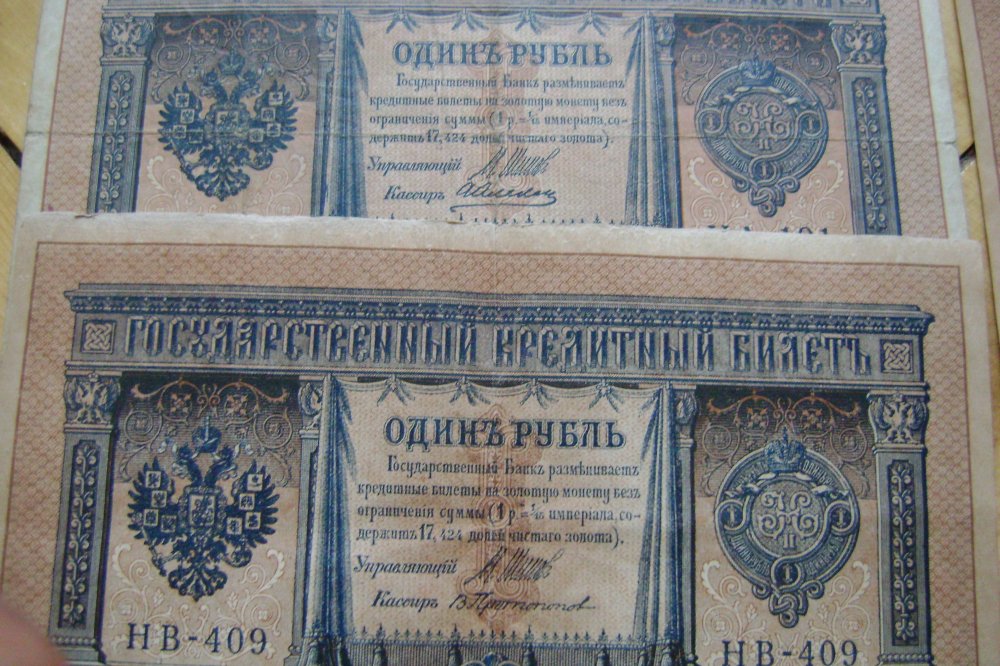 ОДИНЪ РУБЛЬ
Государственный Банкъ размѣниваетъ
кредитные билеты на золотую монету безъ
ограниченія суммы (1 р.=1/15 имперіала, со-
держитъ 17,424 долей чистаго золота).
Управляющій
Кассиръ
ГОСУДАРСТВЕННЫЙ КРЕДИТНЫЙ БИЛЕТЪ
ОДИНЪ РУБЛЬ
Государственный Банкъ размѣниваетъ
кредитные билеты на золотую монету безъ
ограниченія суммы (1 р.=1/15 имперіала, со-
держитъ 17,424 долей чистаго золота).
Управляющій
Кассиръ В. Протопопов
НВ-409 НВ-409